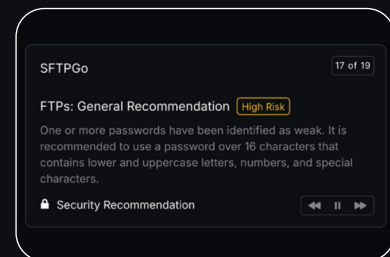 SFTPGo
17 of 19
FTPs: General Recommendation
High Risk
One or more passwords have been identified as weak. It is
recommended to use a password over 16 characters that
contains lower and uppercase letters, numbers, and special
characters.
Security Recommendation